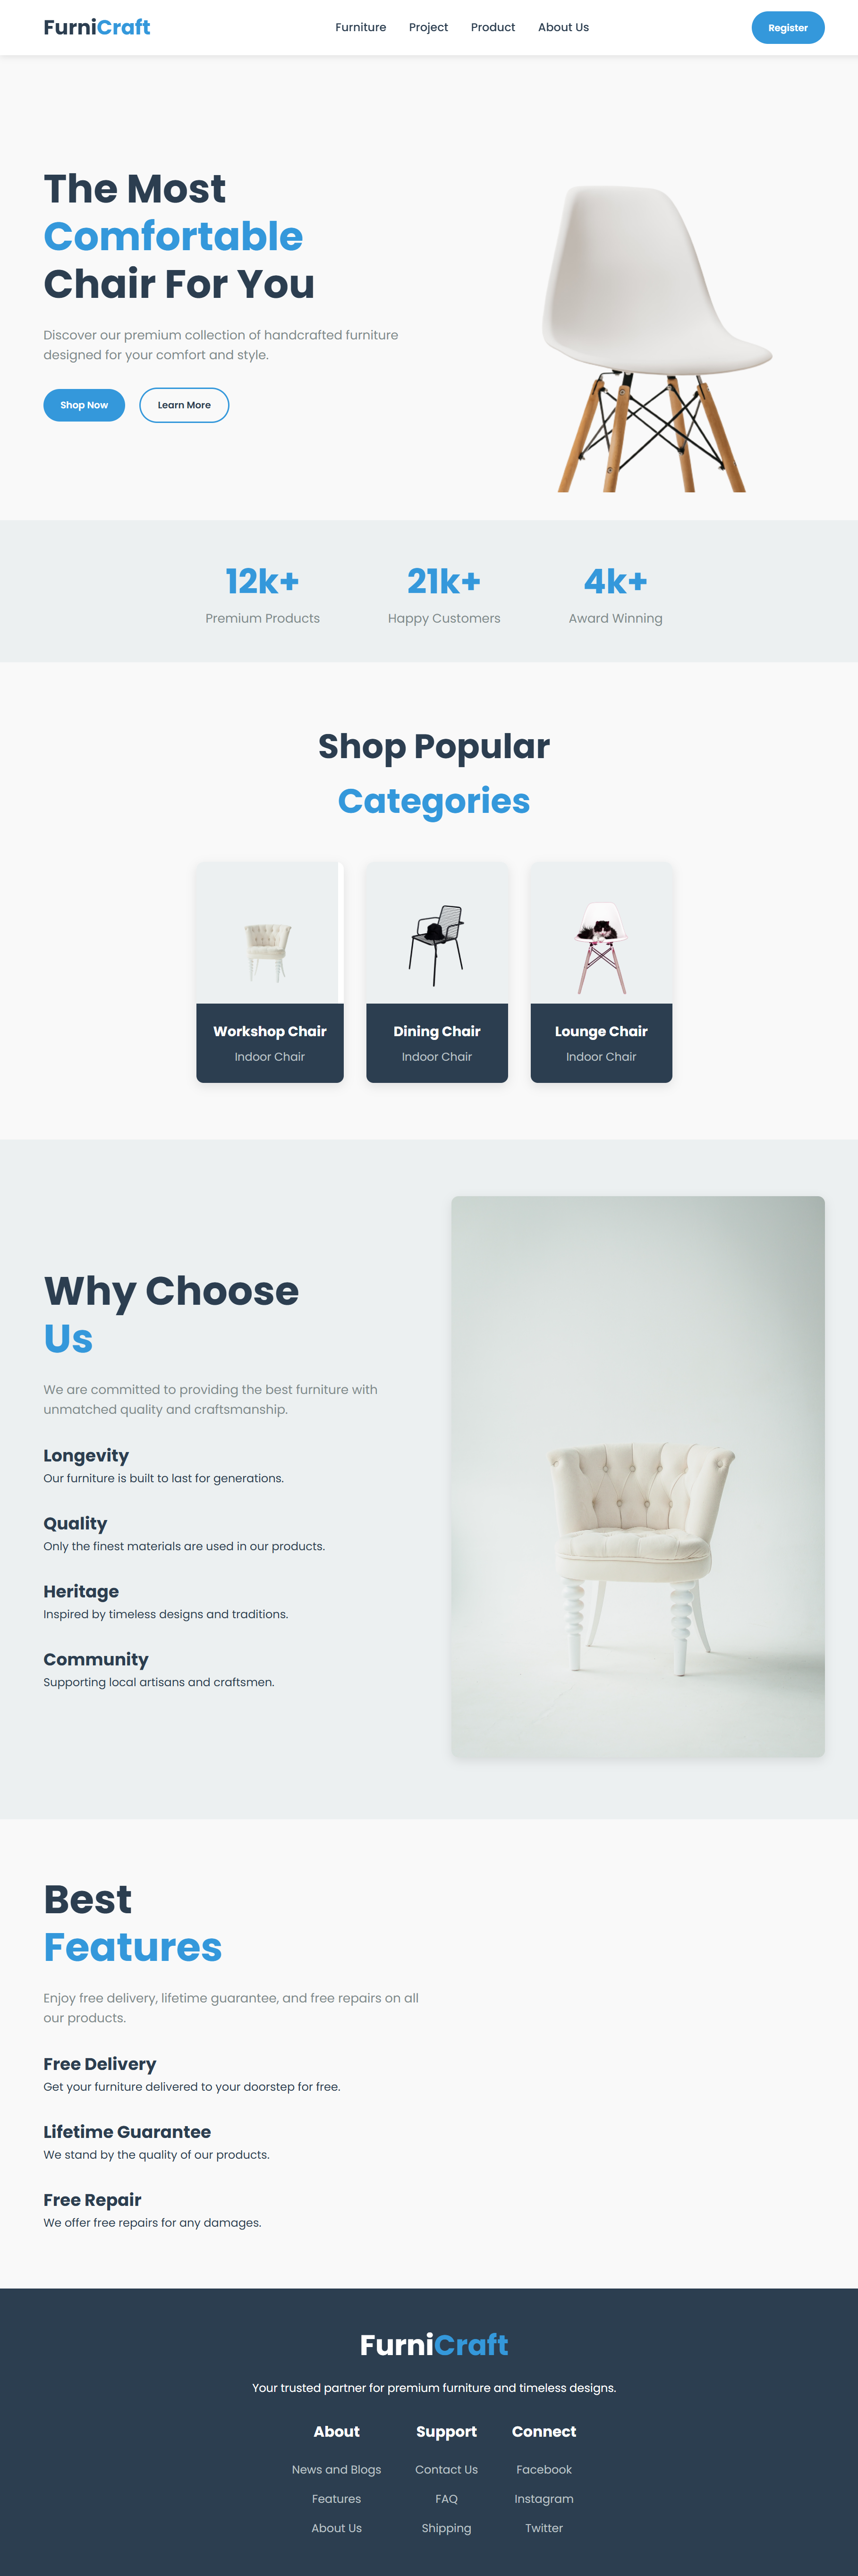 FurniCraft
Furniture Project Product About Us
Register
The Most
Comfortable
Chair For You
Discover our premium collection of handcrafted furniture
designed for your comfort and style.
Shop Now Learn More
12k+ 21k+ 4k+
Premium Products Happy Customers Award Winning
Shop Popular
Categories
Workshop Chair Dining Chair Lounge Chair
Indoor Chair Indoor Chair Indoor Chair
Why Choose
Us
We are committed to providing the best furniture with
unmatched quality and craftsmanship.
Longevity
Our furniture is built to last for generations.
Quality
Only the finest materials are used in our products.
Heritage
Inspired by timeless designs and traditions.
Community
Supporting local artisans and craftsmen.
Best
Features
Enjoy free delivery, lifetime guarantee, and free repairs on all
our products.
Free Delivery
Get your furniture delivered to your doorstep for free.
Lifetime Guarantee
We stand by the quality of our products.
Free Repair
We offer free repairs for any damages.
FurniCraft
Your trusted partner for premium furniture and timeless designs.
About Support Connect
News and Blogs Contact Us Facebook
Features FAQ Instagram
About Us Shipping Twitter